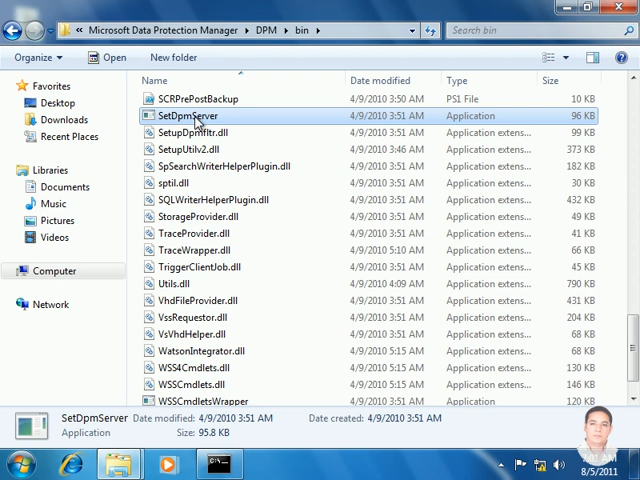 « Microsoft Data Protection Manager ▸ DPM ▸ bin ▸
Search bin
Organize ▾ Open New folder
Name Date modified Type Size
Favorites
Desktop
Downloads
Recent Places
Libraries
Documents
Music
Pictures
Videos
Computer
Network
SCRPrePostBackup 4/9/2010 3:50 AM PS1 File 10 KB
SetDpmServer 4/9/2010 3:51 AM Application 96 KB
SetupDpmfltr.dll 4/9/2010 3:51 AM Application extens... 99 KB
SetupUtilv2.dll 4/9/2010 3:46 AM Application extens... 373 KB
SpSearchWriterHelperPlugin.dll 4/9/2010 3:51 AM Application extens... 61 KB
sptil.dll 4/9/2010 3:51 AM Application extens... 30 KB
SQLWriterHelperPlugin.dll 4/9/2010 3:51 AM Application extens... 432 KB
StorageProvider.dll 4/9/2010 3:51 AM Application extens... 49 KB
TraceProvider.dll 4/9/2010 3:51 AM Application extens... 41 KB
TraceWrapper.dll 4/9/2010 5:10 AM Application extens... 66 KB
TriggerClientJob.dll 4/9/2010 3:51 AM Application extens... 45 KB
Utils.dll 4/9/2010 4:09 AM Application extens... 790 KB
VhdFileProvider.dll 4/9/2010 3:51 AM Application extens... 431 KB
VssRequestor.dll 4/9/2010 3:51 AM Application extens... 204 KB
VsVhdHelper.dll 4/9/2010 3:51 AM Application extens... 68 KB
WatsonIntegrator.dll 4/9/2010 5:15 AM Application extens... 68 KB
WSS4Cmdlets.dll 4/9/2010 5:15 AM Application extens... 130 KB
WSSCmdlets.dll 4/9/2010 5:15 AM Application extens... 146 KB
WSSCmdletsWrapper 4/9/2010 3:51 AM Application 120 KB
SetDpmServer Date modified: 4/9/2010 3:51 AM Date created: 4/9/2010 3:51 AM
Application Size: 95.8 KB
C:\.
8/5/2011